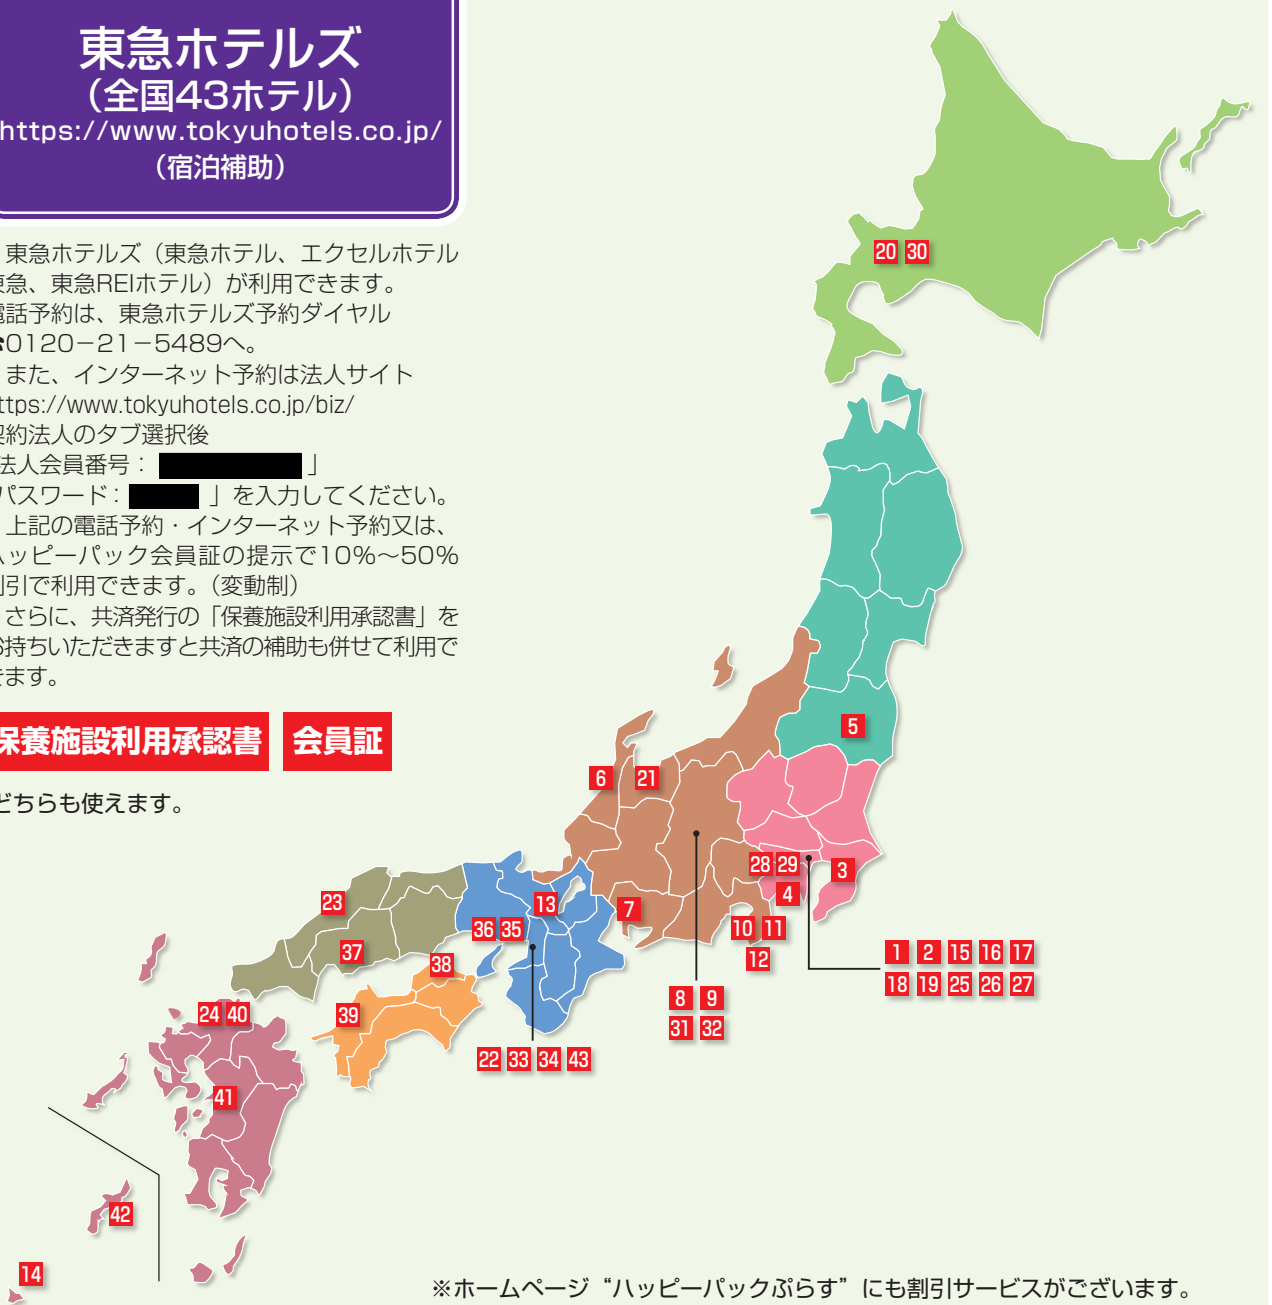 東急ホテルズ
(全国43ホテル)
https://www.tokyuhotels.co.jp/
(宿泊補助)
東急ホテルズ(東急ホテル、エクセルホテル
東急、東急REIホテル)が利用できます。
電話予約は、東急ホテルズ予約ダイヤル
0120-21-5489へ。
また、インターネット予約は法人サイト
https://www.tokyuhotels.co.jp/biz/
契約法人のタブ選択後
法人会員番号： 」
パスワード： 」を入力してください。
上記の電話予約・インターネット予約又は、
ハッピーパック会員証の提示で10%〜50%
割引で利用できます。(変動制)
さらに、共済発行の「保養施設利用承認書」を
お持ちいただきますと共済の補助も併せて利用で
きます。
保養施設利用承認書 会員証
どちらも使えます。
20 30
5
6 21
28 29 3
4
23
13
7
36 35
10 11
12
37
38
1 2 15 16 17
18 19 25 26 27
8 9
31 32
24 40
39
22 33 34 43
41
42
14
※ホームページ“ハッピーパックぷらす”にも割引サービスがございます。